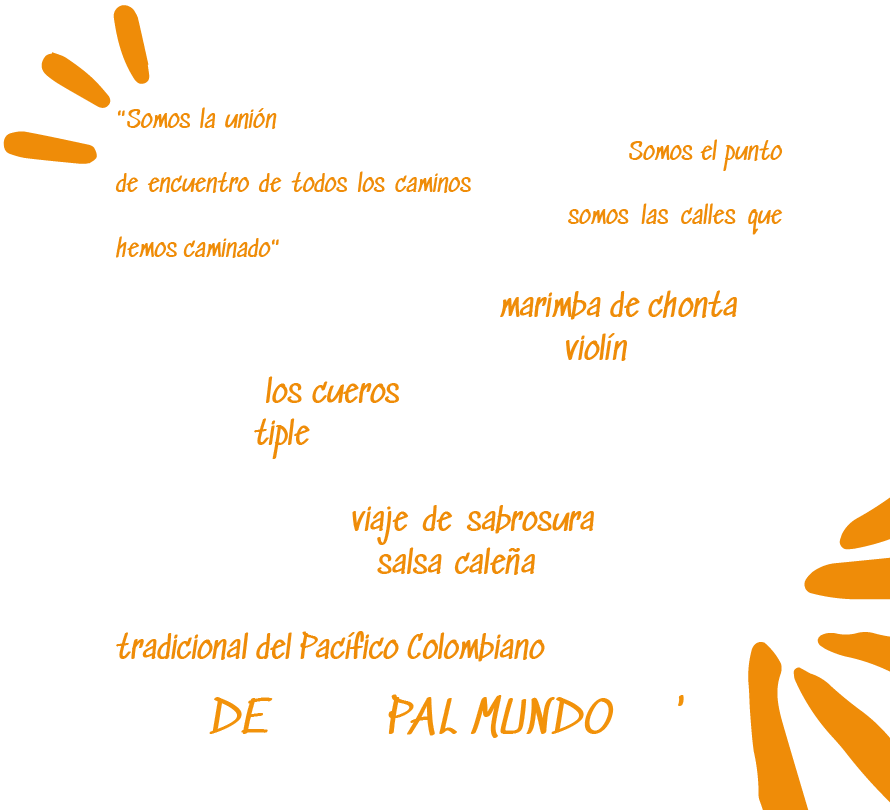 "Somos la unión
Somos el punto
de encuentro de todos los caminos
somos las calles que
hemos caminado"
marimba de chonta
violín
los cueros
tiple
viaje de sabrosura
salsa caleña
tradicional del Pacífico Colombiano
DE PAL MUNDO '